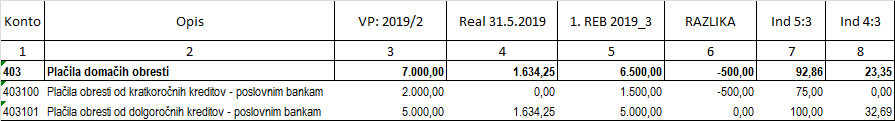 Konto Opis VP: 2019/2 Real 31.5.2019 1. REB 2019_3 RAZLIKA Ind 5:3 Ind 4:3
1 2 3 4 5 6 7 8
403 Plačila domačih obresti 7.000,00 1.634,25 6.500,00 -500,00 92,86 23,35
403100 Plačila obresti od kratkoročnih kreditov - poslovnim bankam 2.000,00 0,00 1.500,00 -500,00 75,00 0,00
403101 Plačila obresti od dolgoročnih kreditov - poslovnim bankam 5.000,00 1.634,25 5.000,00 0,00 100,00 32,69